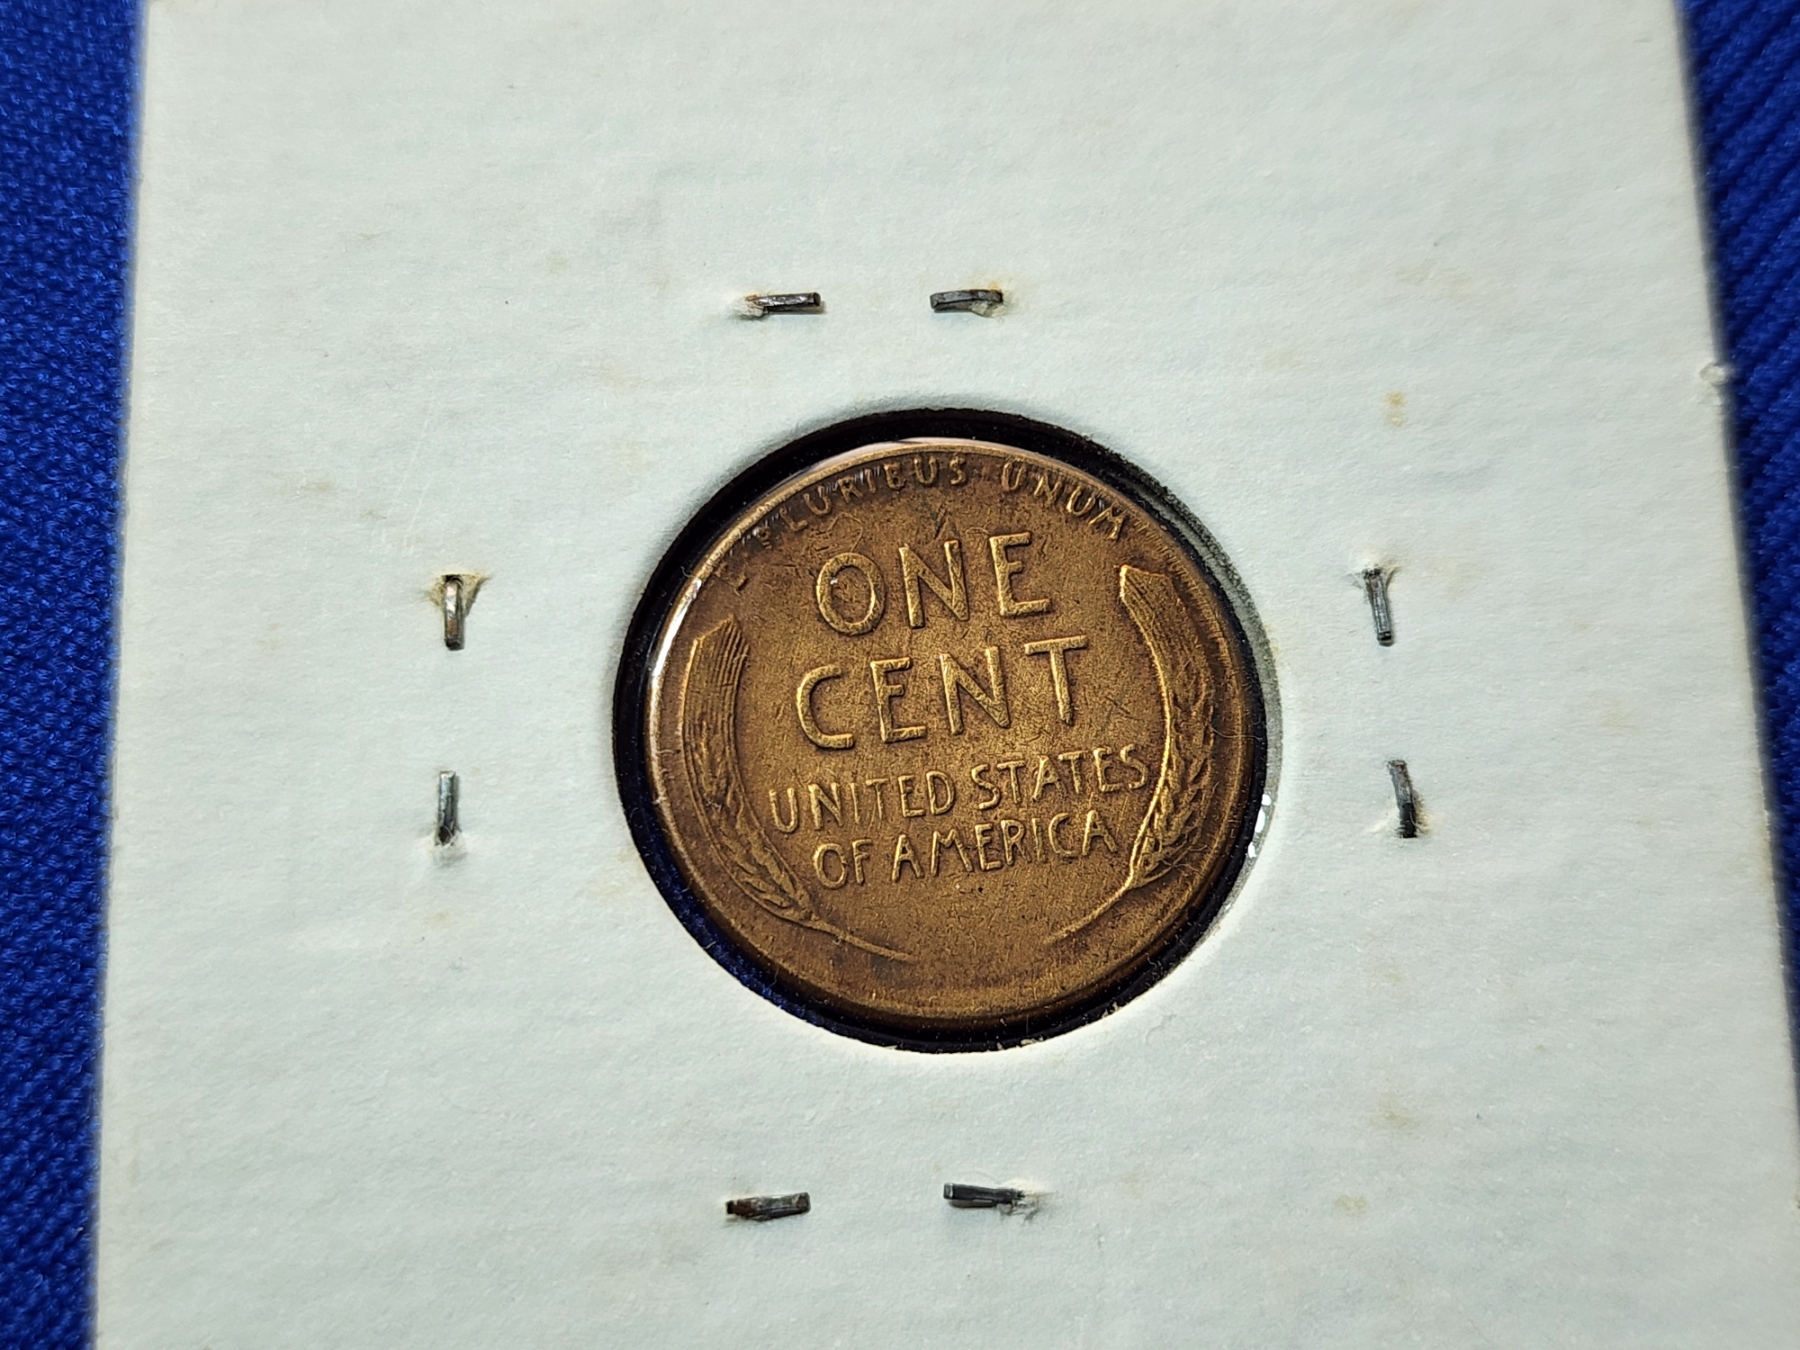 PLURIBUS UNUM
ONE
CENT
UNITED STATES
OF AMERICA